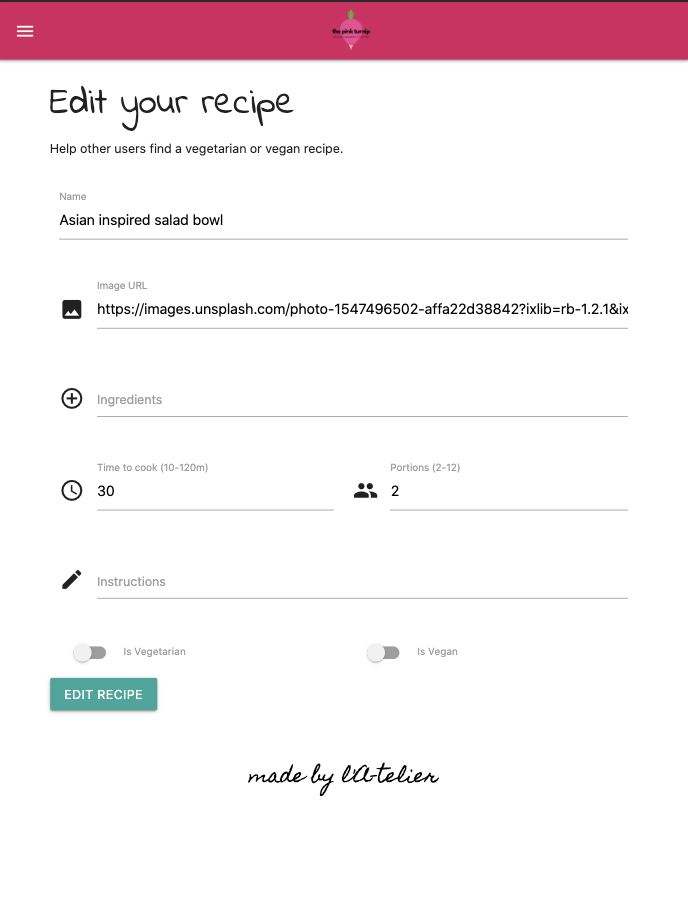 the pink turnip
Edit your recipe
Help other users find a vegetarian or vegan recipe.
Name
Asian inspired salad bowl
Image URL
https://images.unsplash.com/photo-1547496502-affa22d38842?ixlib=rb-1.2.1&ix
Ingredients
Time to cook (10-120m) Portions (2-12)
30 2
Instructions
Is Vegetarian Is Vegan
EDIT RECIPE
made by l'A-telier